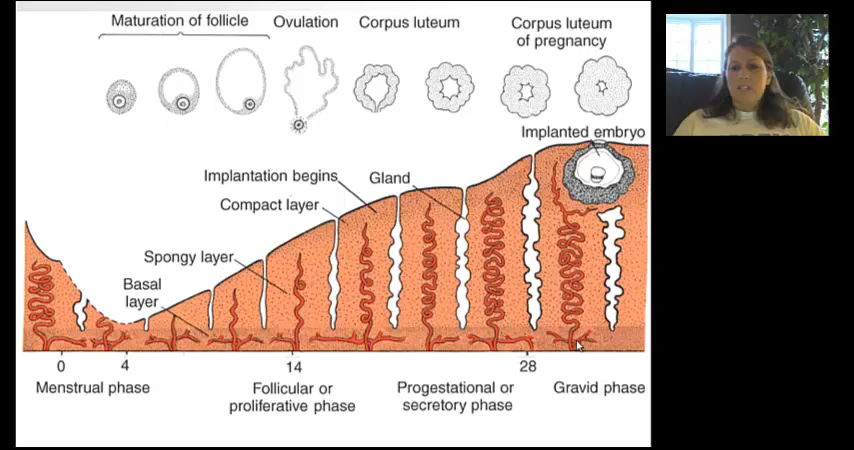 Maturation of follicle
Ovulation
Corpus luteum
Corpus luteum
of pregnancy
Implanted embryo
Implantation begins
Gland
Compact layer
Spongy layer
Basal
layer
0 4 14 28
Menstrual phase
Follicular or
proliferative phase
Progestational or
secretory phase
Gravid phase